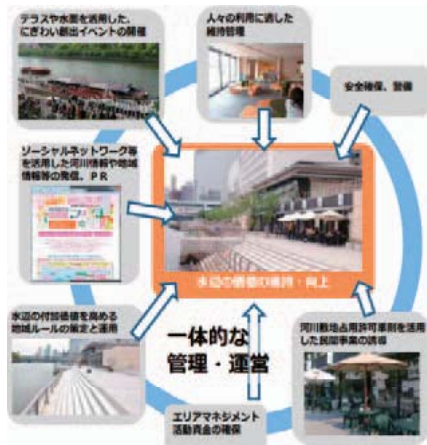 テラスや水面を活用した、
にぎわい創出イベントの開催
人々の利用に適した
維持管理
安全確保、警備
ソーシャルネットワーク等
を活用した河川情報や地域
情報等の発信、PR
水辺の価値の維持・向上
水辺の付加価値を高める
地域ルールの策定と運用
一体的な
管理・運営
河川敷地占用許可準則を活用
した民間事業の誘導
エリアマネジメント
活動資金の確保